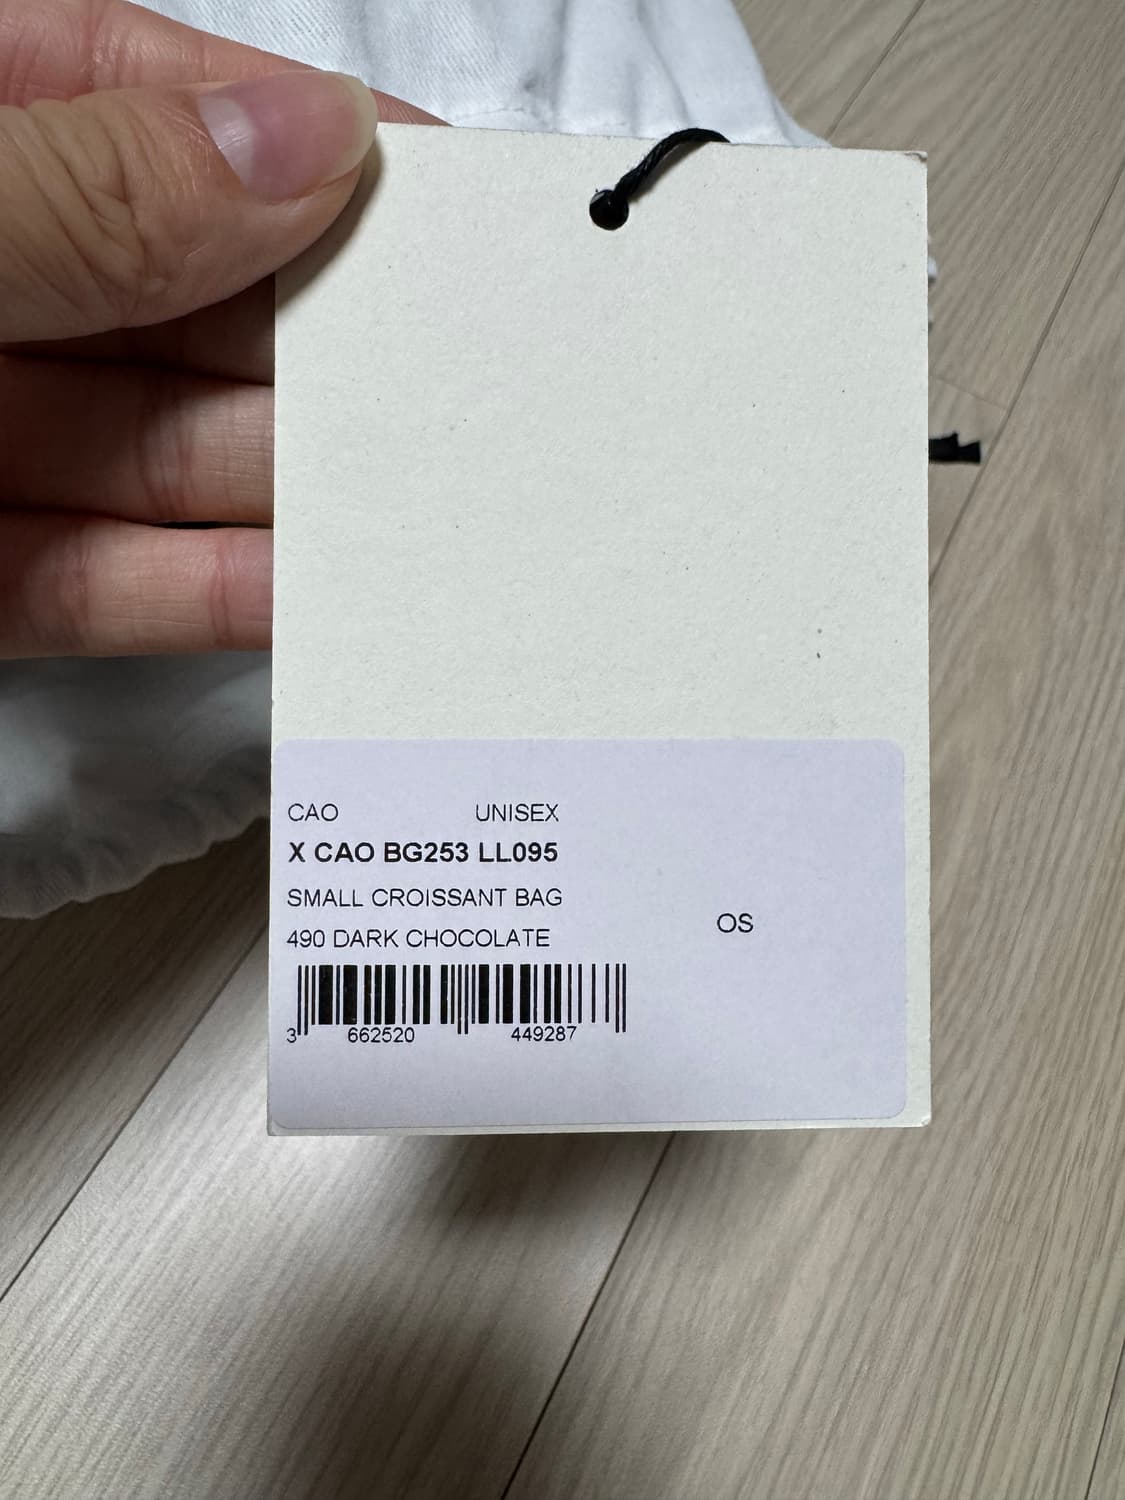 CAO UNISEX
X CAO BG253 LL095
SMALL CROISSANT BAG
490 DARK CHOCOLATE
OS
3 662520 449287